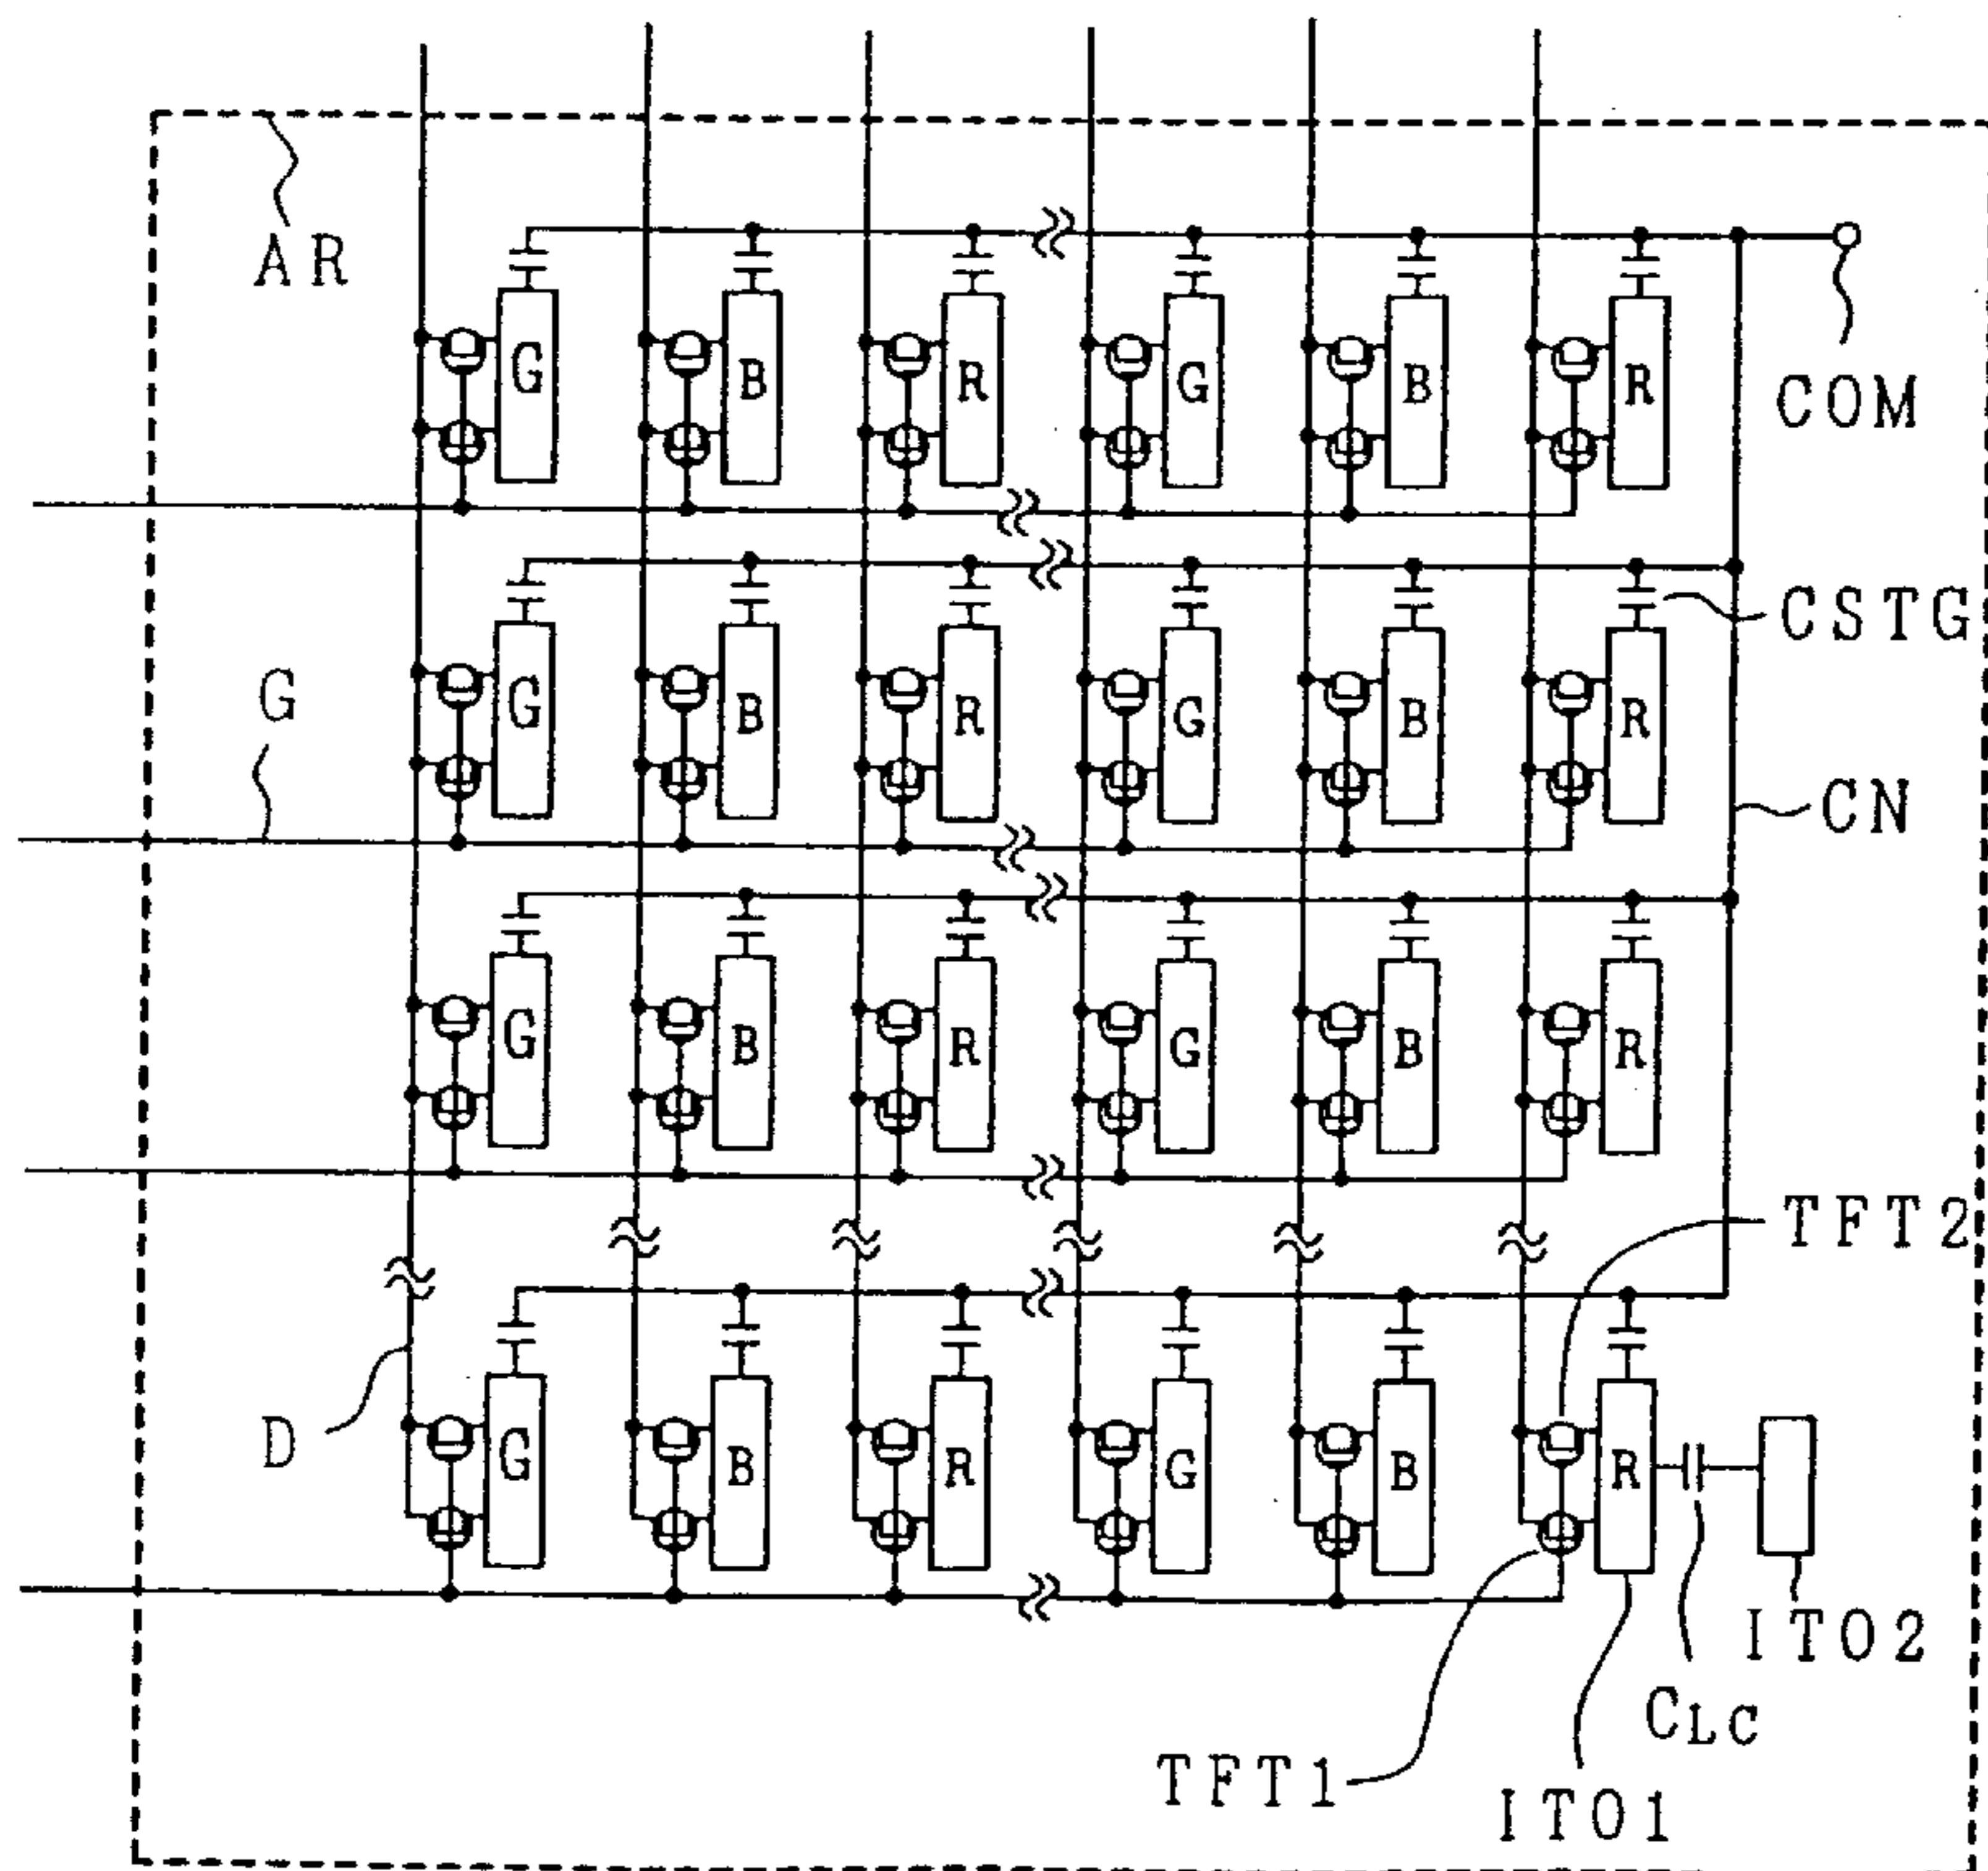 AR
G B R G B R
COM
G B R G B R
CSTG
G
CN
G B R G B R
TFT2
G B R G B R
D
ITO2
CLC
TFT1
ITO1